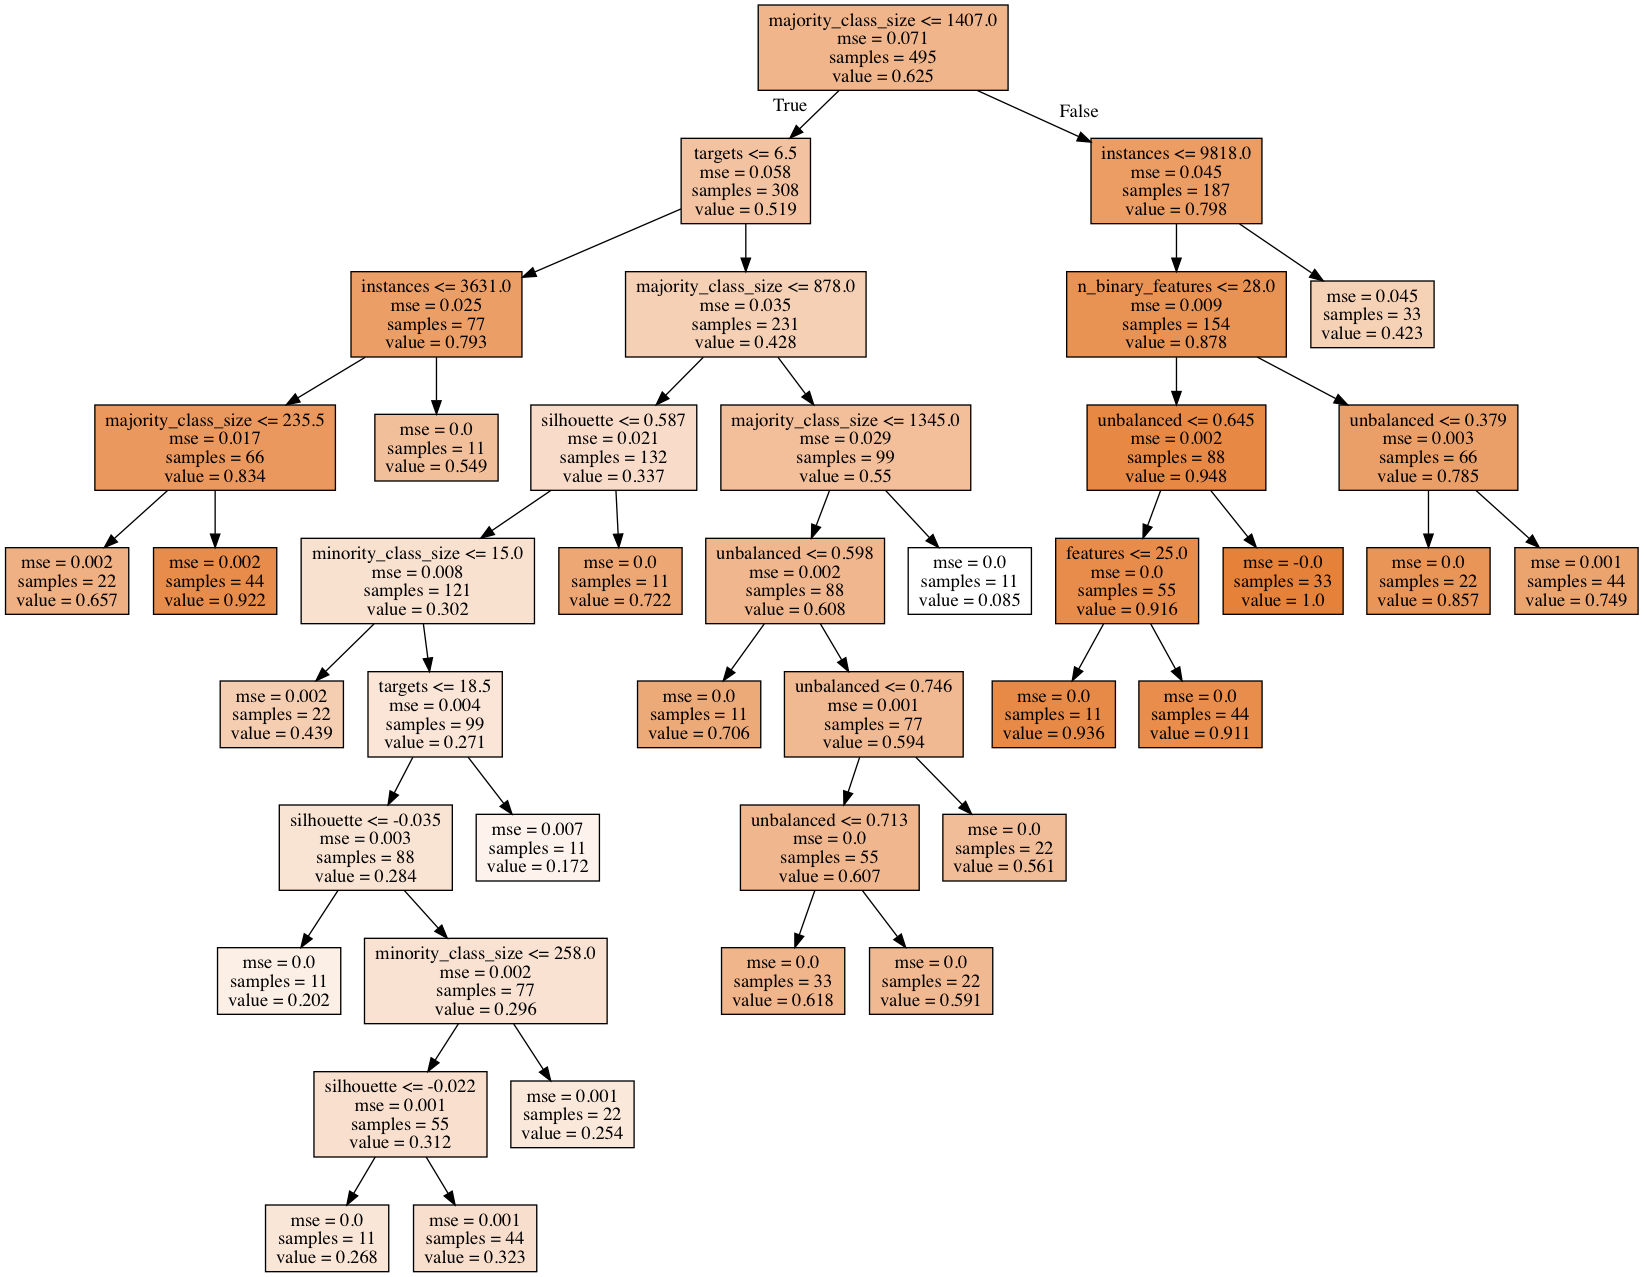 majority_class_size <= 1407.0
mse = 0.071
samples = 495
value = 0.625
True
False
targets <= 6.5
mse = 0.058
samples = 308
value = 0.519
instances <= 9818.0
mse = 0.045
samples = 187
value = 0.798
instances <= 3631.0
mse = 0.025
samples = 77
value = 0.793
majority_class_size <= 878.0
mse = 0.035
samples = 231
value = 0.428
n_binary_features <= 28.0
mse = 0.009
samples = 154
value = 0.878
mse = 0.045
samples = 33
value = 0.423
majority_class_size <= 235.5
mse = 0.017
samples = 66
value = 0.834
mse = 0.0
samples = 11
value = 0.549
silhouette <= 0.587
mse = 0.021
samples = 132
value = 0.337
majority_class_size <= 1345.0
mse = 0.029
samples = 99
value = 0.55
unbalanced <= 0.645
mse = 0.002
samples = 88
value = 0.948
unbalanced <= 0.379
mse = 0.003
samples = 66
value = 0.785
mse = 0.002
samples = 22
value = 0.657
mse = 0.002
samples = 44
value = 0.922
minority_class_size <= 15.0
mse = 0.008
samples = 121
value = 0.302
mse = 0.0
samples = 11
value = 0.722
unbalanced <= 0.598
mse = 0.002
samples = 88
value = 0.608
mse = 0.0
samples = 11
value = 0.085
features <= 25.0
mse = 0.0
samples = 55
value = 0.916
mse = -0.0
samples = 33
value = 1.0
mse = 0.0
samples = 22
value = 0.857
mse = 0.001
samples = 44
value = 0.749
mse = 0.002
samples = 22
value = 0.439
targets <= 18.5
mse = 0.004
samples = 99
value = 0.271
mse = 0.0
samples = 11
value = 0.706
unbalanced <= 0.746
mse = 0.001
samples = 77
value = 0.594
mse = 0.0
samples = 11
value = 0.936
mse = 0.0
samples = 44
value = 0.911
silhouette <= -0.035
mse = 0.003
samples = 88
value = 0.284
mse = 0.007
samples = 11
value = 0.172
unbalanced <= 0.713
mse = 0.0
samples = 55
value = 0.607
mse = 0.0
samples = 22
value = 0.561
mse = 0.0
samples = 11
value = 0.202
minority_class_size <= 258.0
mse = 0.002
samples = 77
value = 0.296
mse = 0.0
samples = 33
value = 0.618
mse = 0.0
samples = 22
value = 0.591
silhouette <= -0.022
mse = 0.001
samples = 55
value = 0.312
mse = 0.001
samples = 22
value = 0.254
mse = 0.0
samples = 11
value = 0.268
mse = 0.001
samples = 44
value = 0.323